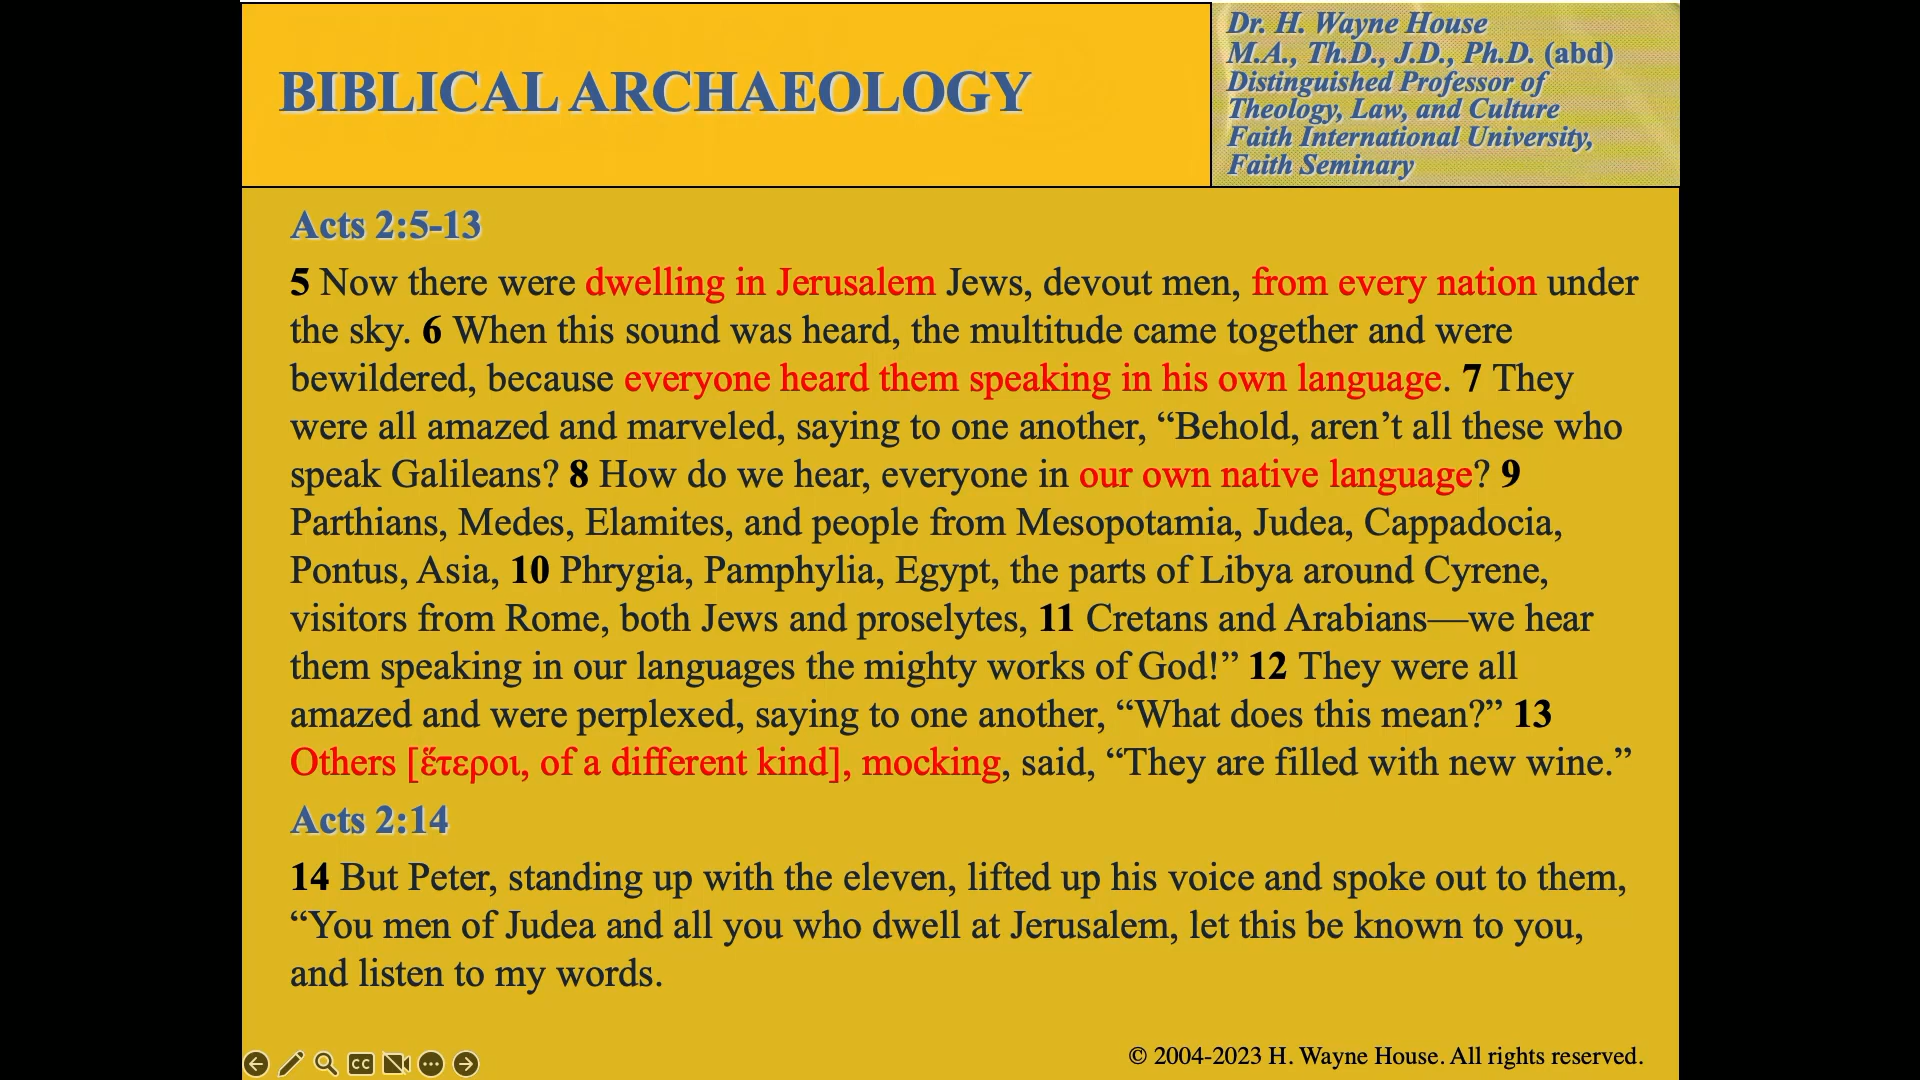 BIBLICAL ARCHAEOLOGY
Dr. H. Wayne House
M.A., Th.D., J.D., Ph.D. (abd)
Distinguished Professor of
Theology, Law, and Culture
Faith International University,
Faith Seminary
Acts 2:5-13
5 Now there were dwelling in Jerusalem Jews, devout men, from every nation under
the sky. 6 When this sound was heard, the multitude came together and were
bewildered, because everyone heard them speaking in his own language. 7 They
were all amazed and marveled, saying to one another, “Behold, aren’t all these who
speak Galileans? 8 How do we hear, everyone in our own native language? 9
Parthians, Medes, Elamites, and people from Mesopotamia, Judea, Cappadocia,
Pontus, Asia, 10 Phrygia, Pamphylia, Egypt, the parts of Libya around Cyrene,
visitors from Rome, both Jews and proselytes, 11 Cretans and Arabians—we hear
them speaking in our languages the mighty works of God!” 12 They were all
amazed and were perplexed, saying to one another, “What does this mean?” 13
Others [ἕτεροι, of a different kind], mocking, said, “They are filled with new wine.”
Acts 2:14
14 But Peter, standing up with the eleven, lifted up his voice and spoke out to them,
“You men of Judea and all you who dwell at Jerusalem, let this be known to you,
and listen to my words.
CC
© 2004-2023 H. Wayne House. All rights reserved.